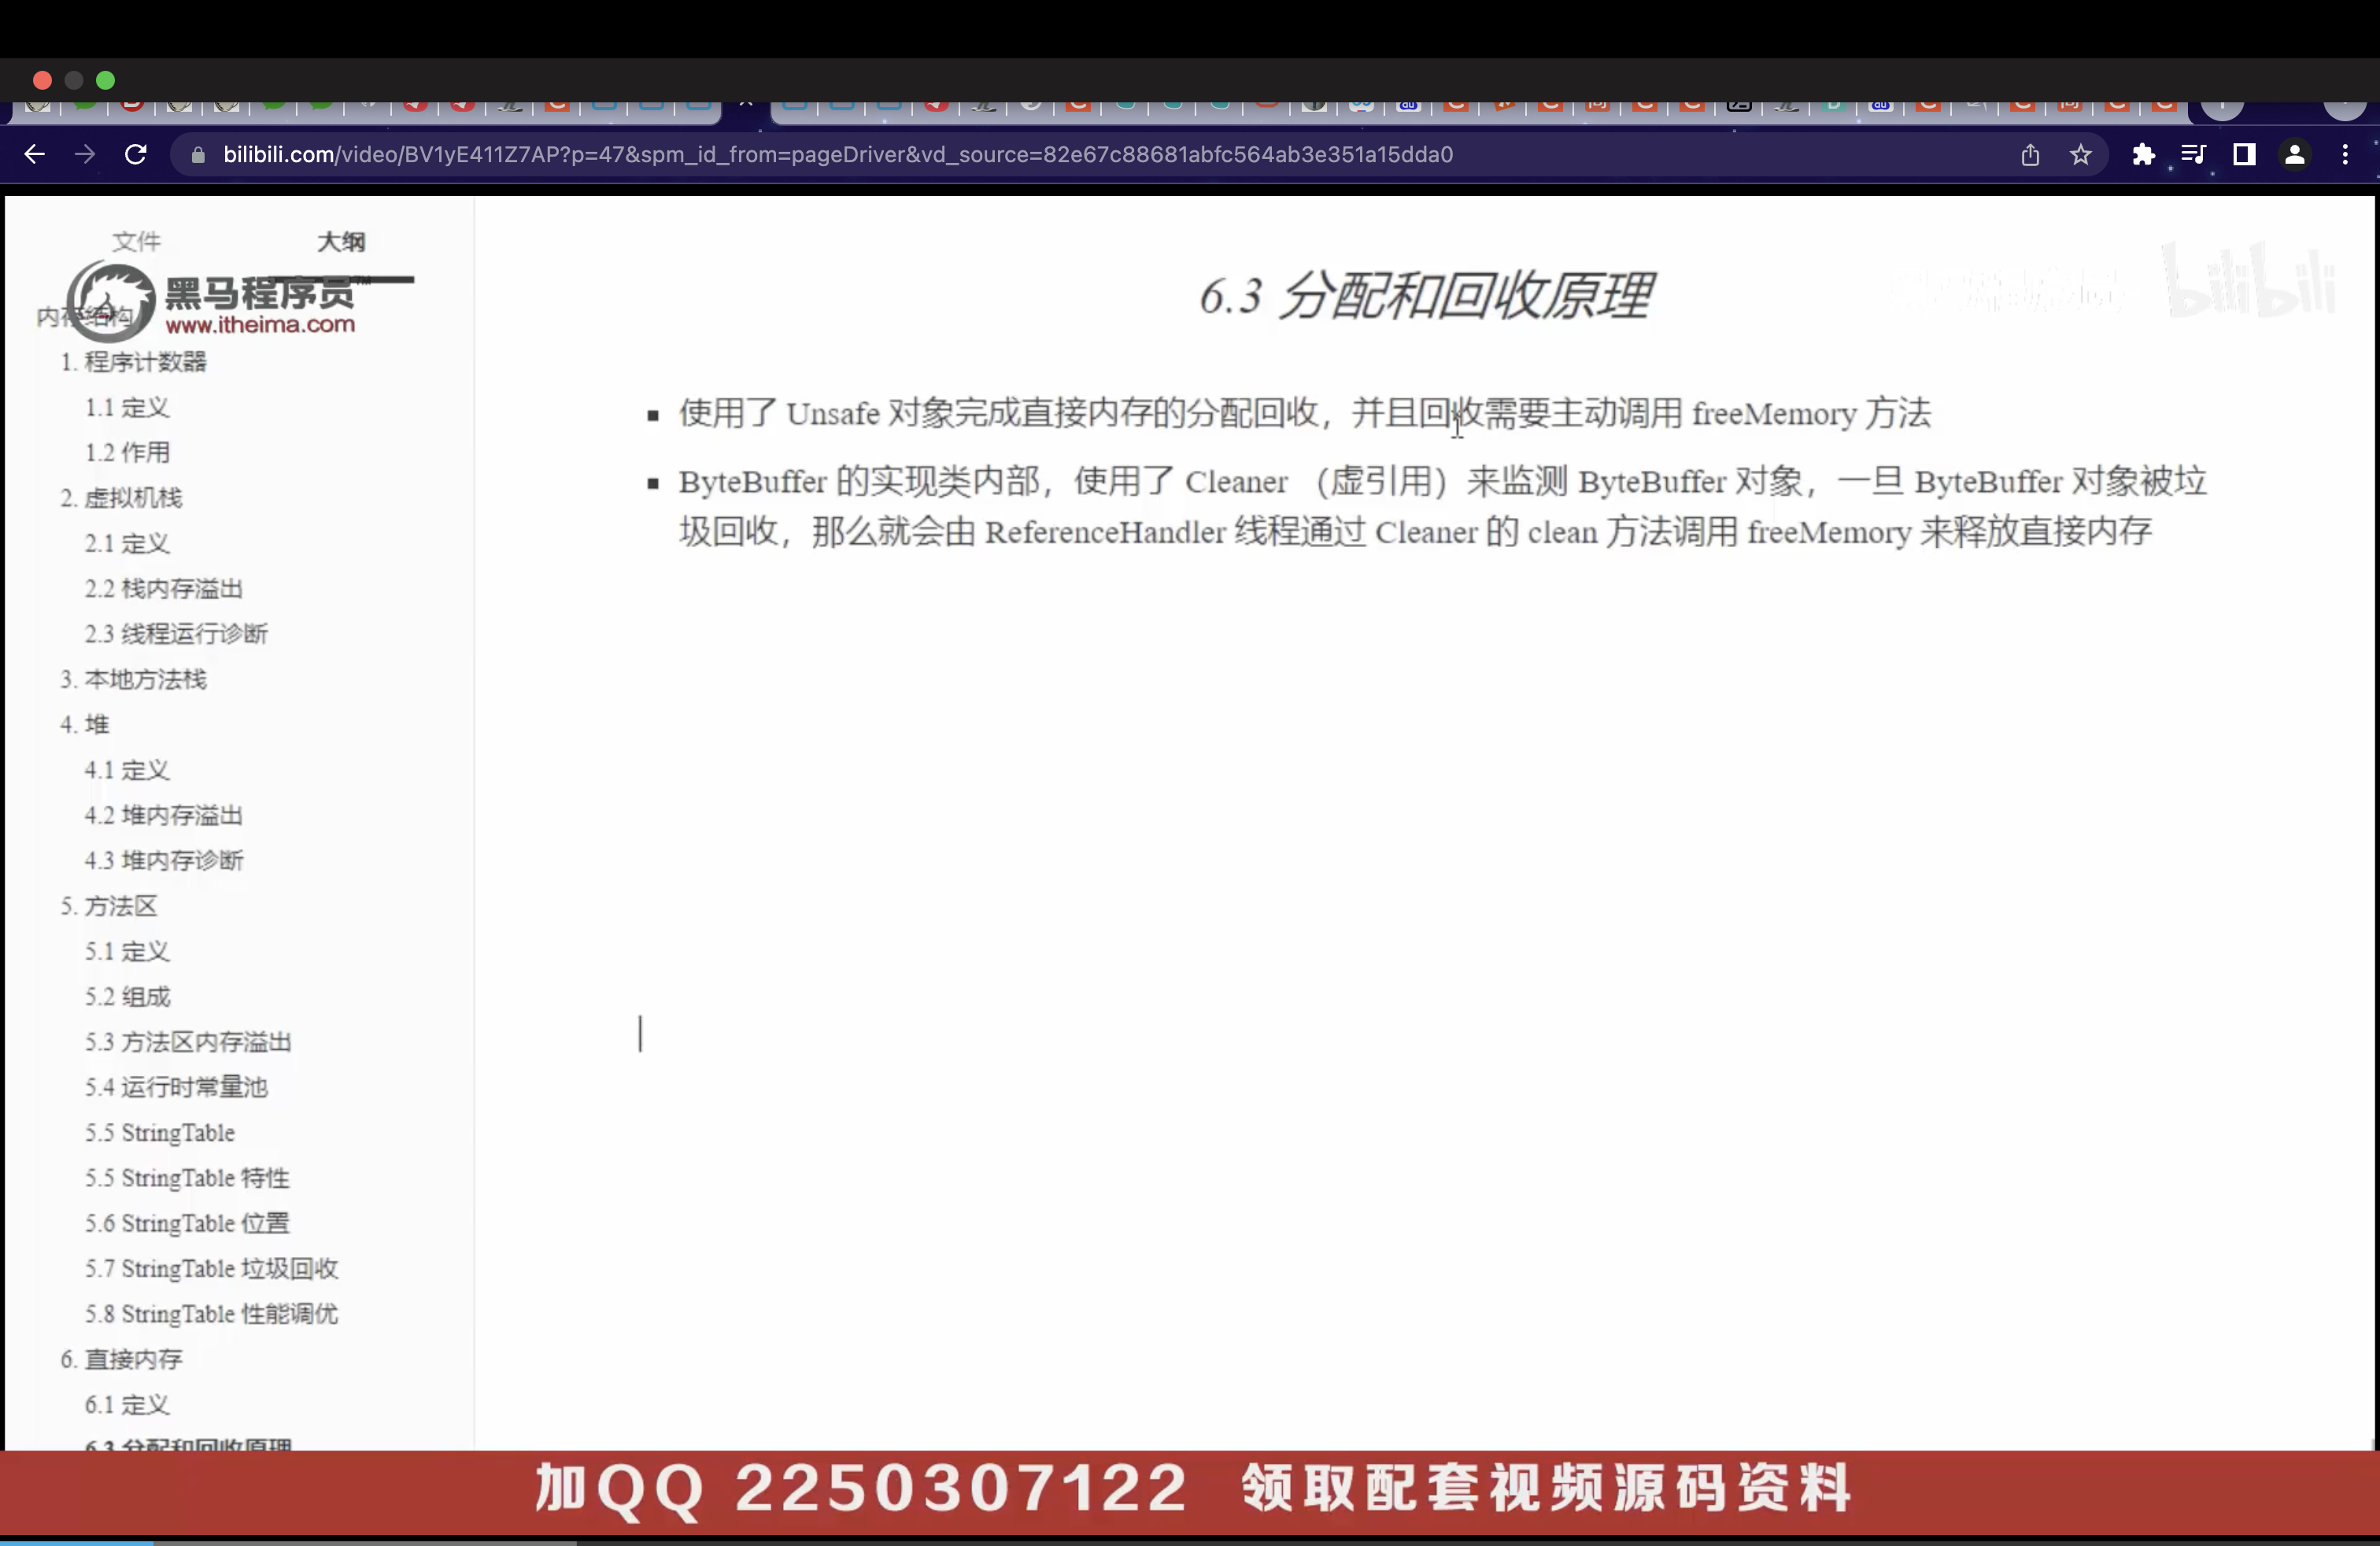 bilibili.com/video/BV1yE411Z7AP?p=47&spm_id_from=pageDriver&vd_source=82e67c88681abfc564ab3e351a15dda0
文件
大纲
黑马程序员
www.itheima.com
内存结构
1. 程序计数器
1.1 定义
1.2 作用
2. 虚拟机栈
2.1 定义
2.2 栈内存溢出
2.3 线程运行诊断
3. 本地方法栈
4. 堆
4.1 定义
4.2 堆内存溢出
4.3 堆内存诊断
5. 方法区
5.1 定义
5.2 组成
5.3 方法区内存溢出
5.4 运行时常量池
5.5 StringTable
5.5 StringTable 特性
5.6 StringTable 位置
5.7 StringTable 垃圾回收
5.8 StringTable 性能调优
6. 直接内存
6.1 定义
6.3 分配和回收原理
6.3 分配和回收原理
bilibili
使用了 Unsafe 对象完成直接内存的分配回收，并且回收需要主动调用 freeMemory 方法
ByteBuffer 的实现类内部，使用了 Cleaner （虚引用）来监测 ByteBuffer 对象，一旦 ByteBuffer 对象被垃
圾回收，那么就会由 ReferenceHandler 线程通过 Cleaner 的 clean 方法调用 freeMemory 来释放直接内存
加QQ 2250307122 领取配套视频源码资料